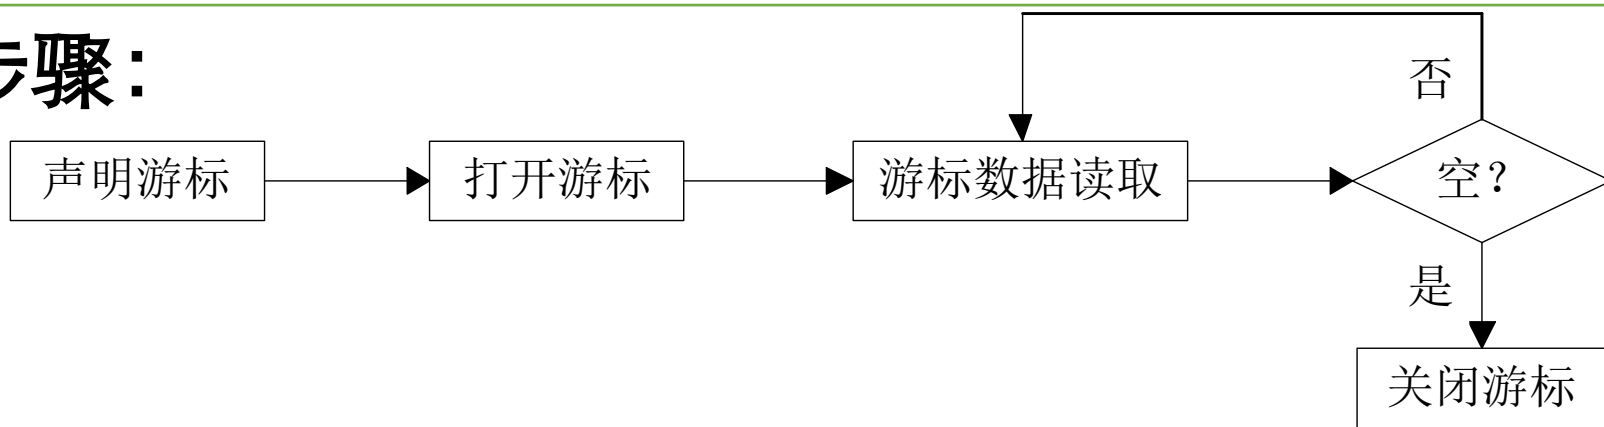 步骤：
否
声明游标
打开游标
游标数据读取
空？
是
关闭游标